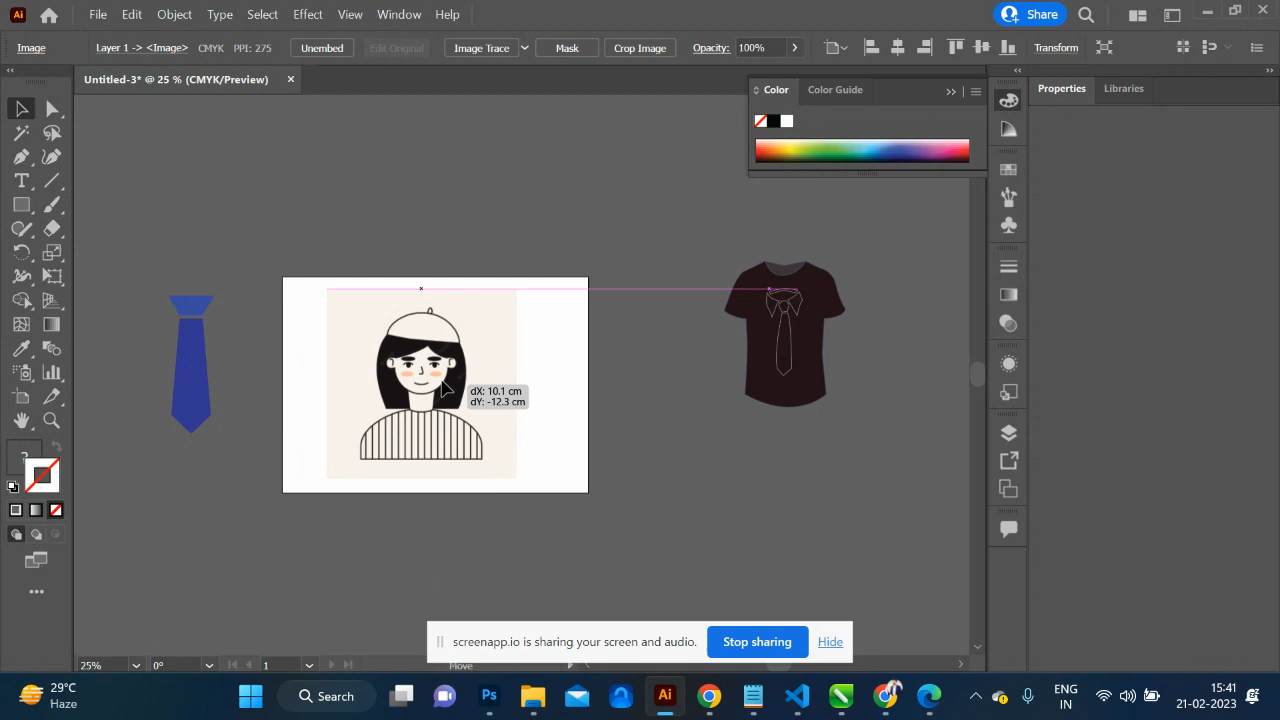 Ai File Edit Object Type Select Effect View Window Help Share
Image Layer 1 -> <Image> CMYK PPI: 275 Unembed Edit Original Image Trace Mask Crop Image Opacity: 100% Transform
Untitled-3* @ 25 % (CMYK/Preview)
Color Color Guide
Properties Libraries
T
dX: 10.1 cm
dY: -12.3 cm
?
screenapp.io is sharing your screen and audio. Stop sharing Hide
25% 0° 1 Move
29°C
Haze
Search
Ps
Ai
ENG
IN
15:41
21-02-2023